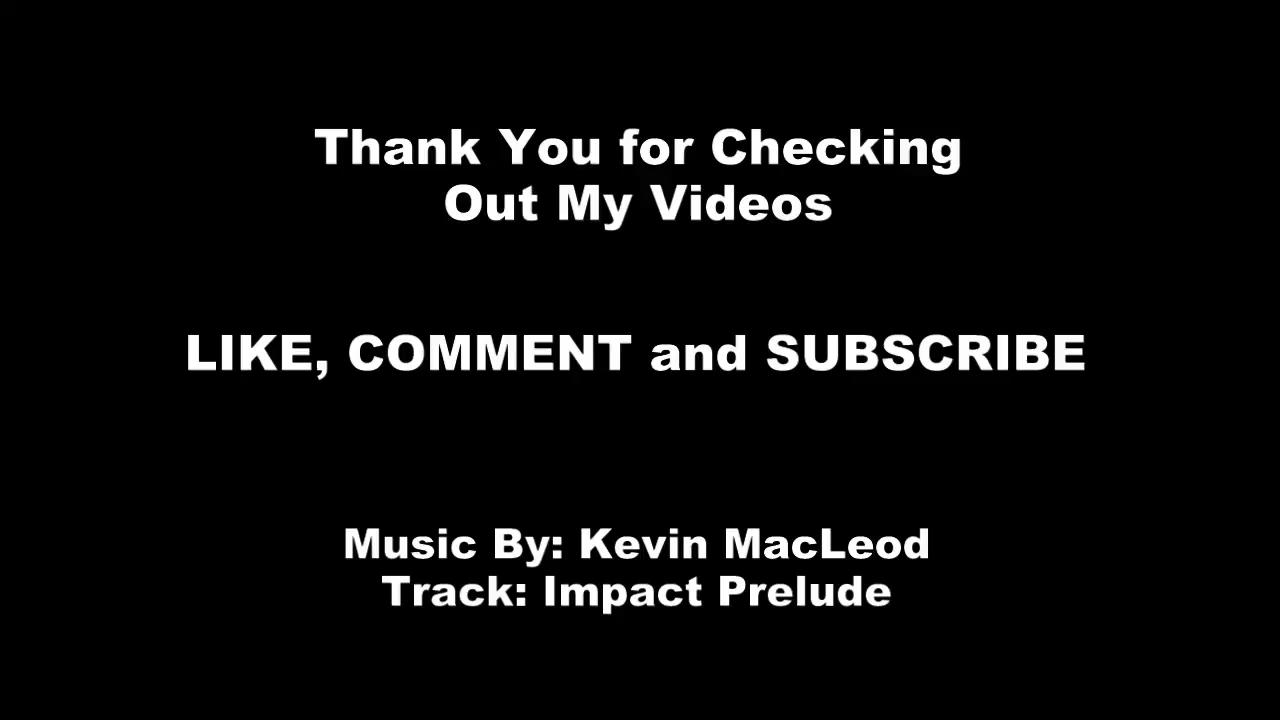 Thank You for Checking
Out My Videos
LIKE, COMMENT and SUBSCRIBE
Music By: Kevin MacLeod
Track: Impact Prelude